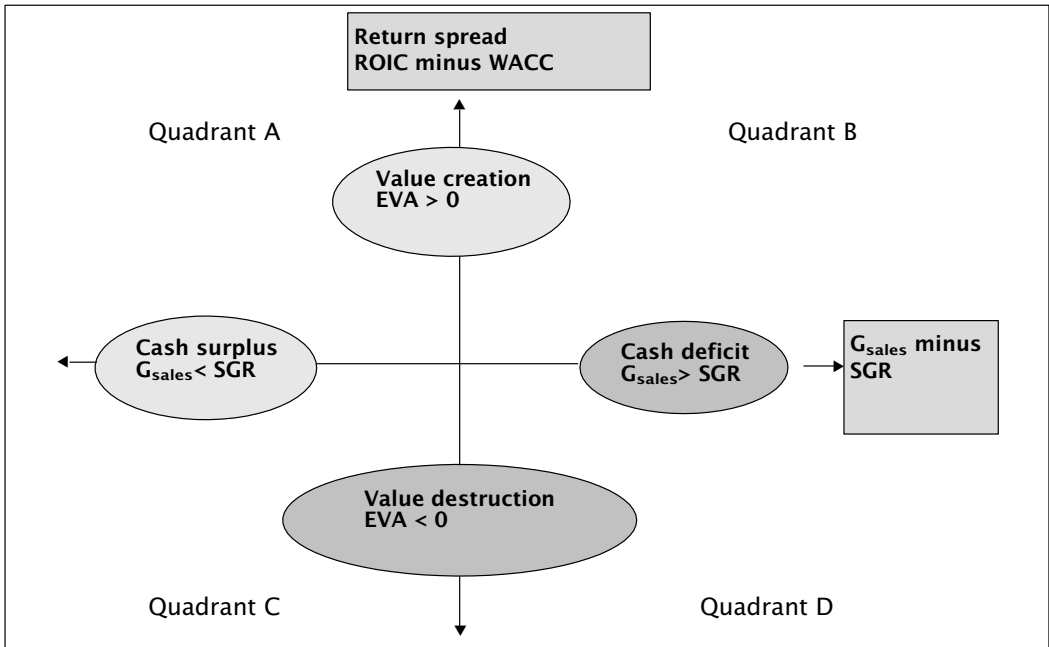 Return spread
ROIC minus WACC
Quadrant A
Quadrant B
Value creation
EVA > 0
Cash surplus
Gsales< SGR
Cash deficit
Gsales> SGR
Gsales minus
SGR
Value destruction
EVA < 0
Quadrant C
Quadrant D